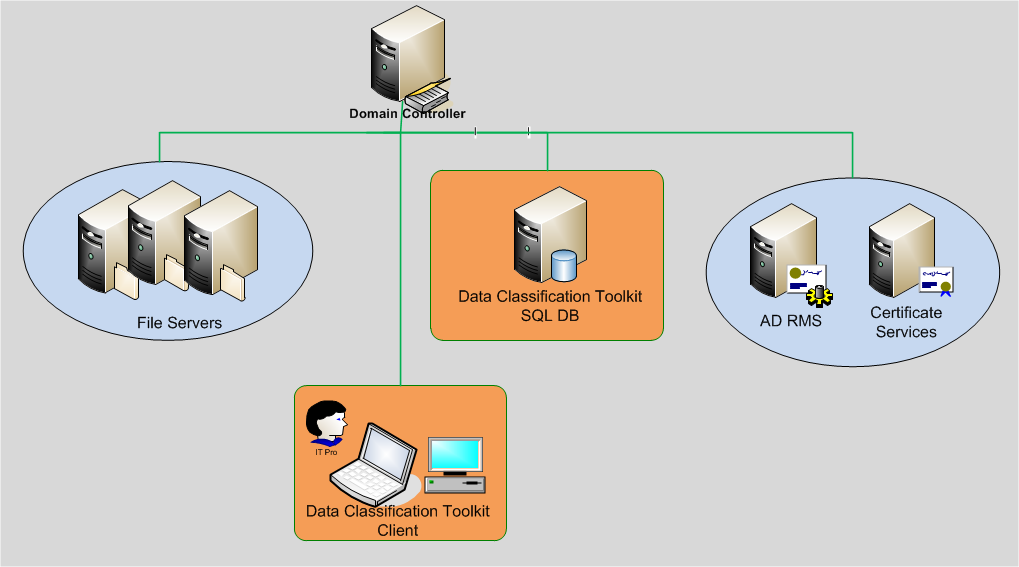 Domain Controller
File Servers
Data Classification Toolkit
SQL DB
AD RMS
Certificate
Services
IT Pro
Data Classification Toolkit
Client